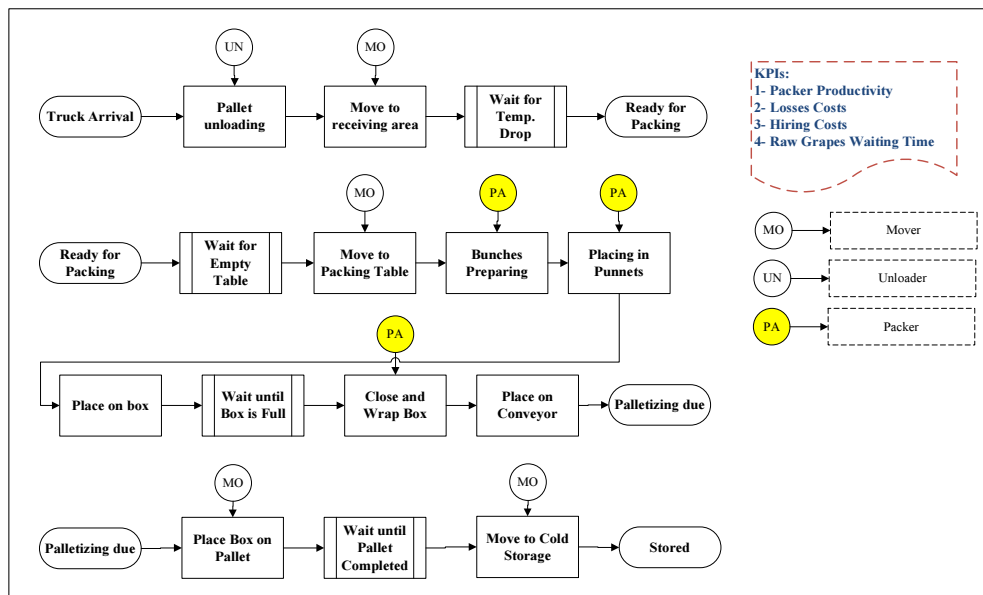 UN
MO
Truck Arrival
Pallet
unloading
Move to
receiving area
Wait for
Temp.
Drop
Ready for
Packing
KPIs:
1- Packer Productivity
2- Losses Costs
3- Hiring Costs
4- Raw Grapes Waiting Time
MO
PA
PA
Ready for
Packing
Wait for
Empty
Table
Move to
Packing Table
Bunches
Preparing
Placing in
Punnets
MO
Mover
UN
Unloader
PA
Packer
PA
Place on box
Wait until
Box is Full
Close and
Wrap Box
Place on
Conveyor
Palletizing due
MO
MO
Palletizing due
Place Box on
Pallet
Wait until
Pallet
Completed
Move to Cold
Storage
Stored